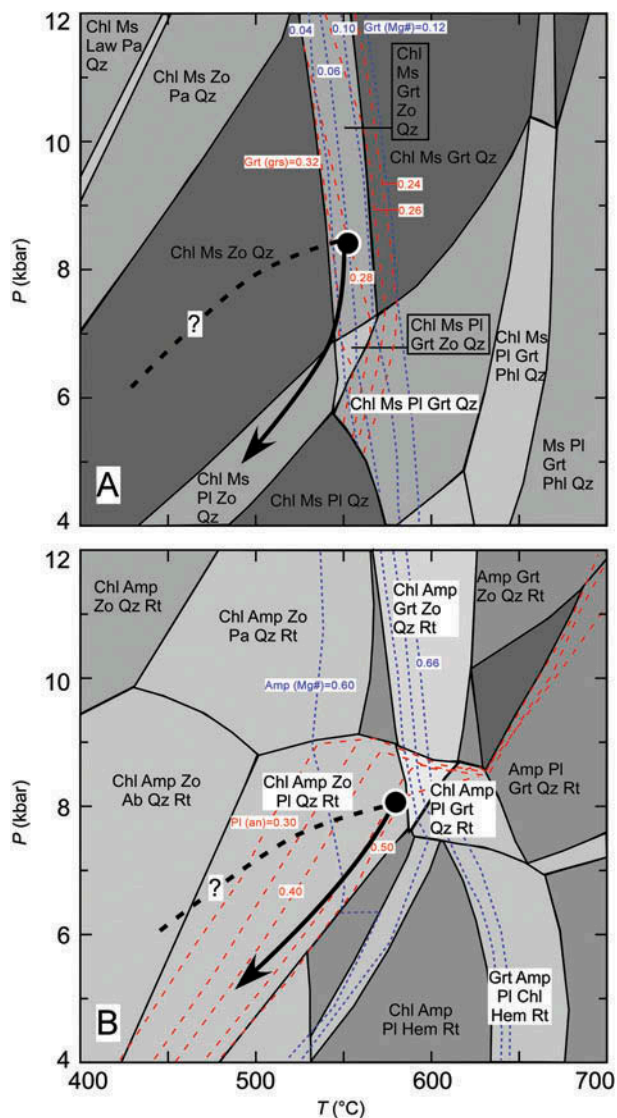 12
10
8
6
4
P (kbar)
Chl Ms
Law Pa
Qz
Chl Ms Zo
Pa Qz
0.04
0.10
Grt (Mg#)=0.12
0.06
Chl
Ms
Grt
Zo
Qz
Chl Ms Grt Qz
Grt (grs)=0.32
0.24
0.26
Chl Ms Zo Qz
?
0.28
Chl Ms Pl
Grt Zo Qz
Chl Ms
Pl Grt
Phl Qz
Chl Ms Pl Grt Qz
Ms Pl
Grt
Phl Qz
Chl Ms
Pl Zo
Qz
Chl Ms Pl Qz
A
12
10
8
6
4
P (kbar)
Chl Amp
Zo Qz Rt
Chl Amp Zo
Pa Qz Rt
Chl Amp
Grt Zo
Qz Rt
Amp Grt
Zo Qz Rt
Amp (Mg#)=0.60
0.66
Chl Amp Zo
Ab Qz Rt
Chl Amp Zo
Pl Qz Rt
Amp Pl
Grt Qz Rt
Chl Amp
Pl Grt
Qz Rt
Pl (an)=0.30
0.50
?
0.40
Chl Amp
Pl Hem Rt
Grt Amp
Pl Chl
Hem Rt
B
400
500
600
700
T (°C)